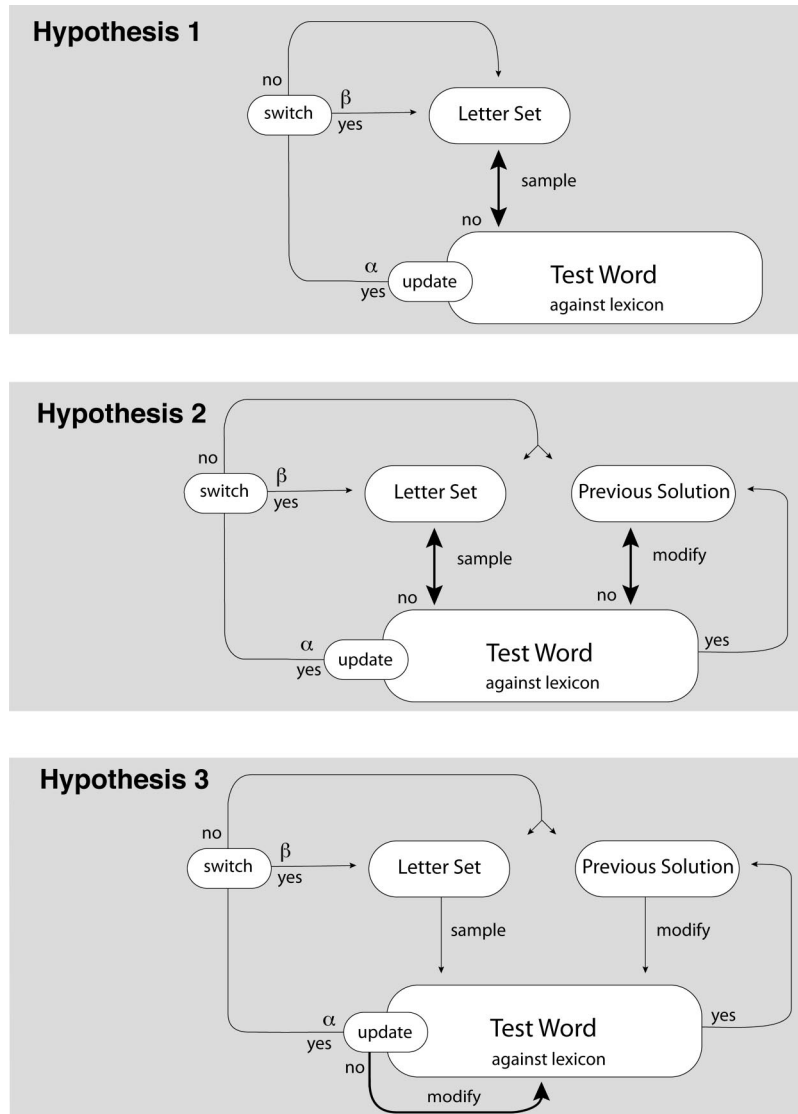 Hypothesis 1
no
switch
β
yes
Letter Set
sample
no
α
yes
update
Test Word
against lexicon
Hypothesis 2
no
switch
β
yes
Letter Set
Previous Solution
sample
modify
no
no
α
yes
update
Test Word
against lexicon
yes
Hypothesis 3
no
switch
β
yes
Letter Set
Previous Solution
sample
modify
α
yes
update
no
Test Word
against lexicon
yes
modify